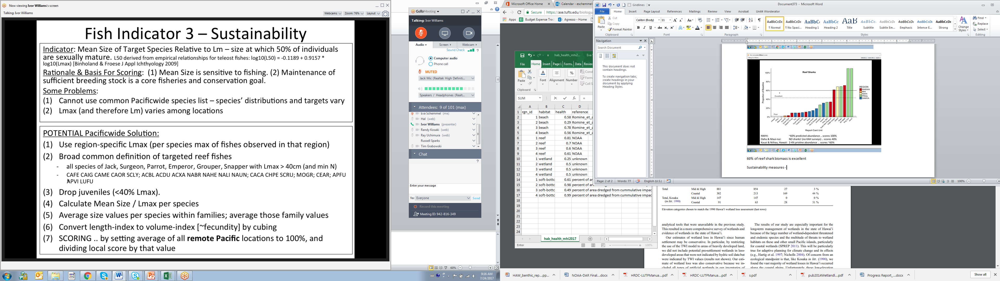 Now viewing Ivor Williams's screen
Talking: Ivor Williams
Webcams
Zoom: 76%
Layout
Fish Indicator 3 – Sustainability
Indicator: Mean Size of Target Species Relative to Lm – size at which 50% of individuals
are sexually mature. L50 derived from empirical relationships for teleost fishes: log10(L50) = -0.1189 + 0.9157 *
log10(Lmax) [Binholand & Froese J Appl Ichthyology 2009]
Rationale & Basis For Scoring: (1) Mean Size is sensitive to fishing. (2) Maintenance of
sufficient breeding stock is a core fisheries and conservation goal.
Some Problems:
(1) Cannot use common Pacificwide species list – species' distributions and targets vary
(2) Lmax (and therefore Lm) varies among locations
POTENTIAL Pacificwide Solution:
(1) Use region-specific Lmax (per species max of fishes observed in that region)
(2) Broad common definition of targeted reef fishes
- all species of Jack, Surgeon, Parrot, Emperor, Grouper, Snapper with Lmax > 40cm (and min N)
- CAFE CAIG CAME CAOR SCLY; ACBL ACDU ACXA NABR NAHE NALI NAUN; CACA CHPE SCRU; MOGR; CEAR; APFU
APVI LUFU
(3) Drop juveniles (<40% Lmax).
(4) Calculate Mean Size / Lmax per species
(5) Average size values per species within families; average those family values
(6) Convert length-index to volume-index [~fecundity] by cubing
(7) SCORING .. by setting average of all remote Pacific locations to 100%, and
dividing local score by that value
GoToMeeting
Talking: Ivor Williams
Audio
Screen
Webcam
Sound Check
?
Computer audio
Phone call
MUTED
Jack Mic (Realtek High Definiti...
Speakers / Headphones (Realt...
Attendees: 9 of 101 (max)
Eva Schemmel (me)
Hal (web)
Ivor Williams (presenter)
Randy Kosaki (web)
Ray Uchimura (web)
Russell Sparks
Tim Grabowski
Chat
?
Enter your message
To: Everyone
Send
Record this meeting
Meeting ID: 942-816-349
60%
9:16 AM
7/24/2017
Microsoft Office Home
Calendar - eschemmel
Secure
https://ase.tufts.edu/biology/
Apps
Budget Expense Trac
Agresso - Home
hab_health_mhi2...
Eva S
File
Home
Insert
Page L
Formu
Data
Review
Paste
Font
Alignment
Number
Cond
Form
Cell S
Clipboard
SUM
fx
=
A B C D
1 rgn_id habitat health reference
2 1 beach 0.58 Romine_et_a
3 2 beach 0.29 Romine_et_a
4 3 beach 0.78 Romine_et_a
5 4 beach 0.56 Romine_et_a
6 1 reef 0.81 NOAA
7 2 reef 0.7 NOAA
8 3 reef 0.6 NOAA
9 4 reef 0.61 NOAA
10 1 wetland 0.25 unknown
11 2 wetland 0.5 unknown
12 3 wetland 0.5 unknown
13 4 wetland 0.5 unknown
14 1 soft-botto 0.61 percent of ar
15 2 soft-botto 0.98 percent of area dredged from cummulative impac
16 3 soft-botto 0.49 percent of area dredged from cummulative impac
17 4 soft-botto 0.99 percent of area dredged from cummulative impac
18
19
20
21
22
23
24
hab_health_mhi2017
Enter
100%
Gridlines
Document373 - Microsoft Word
File
Home
Insert
Page Layout
References
Mailings
Review
View
Acrobat
Unit4 Worderator
Cut
Copy
Format Painter
Paste
Clipboard
Calibri (Body)
11
Font
Paragraph
AaBbCcDc AaBbCcDc AaBbC AaBbCc AaB AaBbCc. AaBbCcDc AaBbCcDc AaBbCcDc AaBbCcDc
¶ Normal
¶ No Spaci...
Heading 1
Heading 2
Title
Subtitle
Subtle Em...
Emphasis
Intense E...
Strong
Styles
Change
Styles
Find
Replace
Select
Editing
Navigation
Search Document
This document does not
contain headings.
To create navigation tabs,
create headings in your
document by applying
Heading Styles.
Reef Sharks
Proportion of Baseline
100%
80%
60%
40%
20%
0%
Excellent
Poor
REGION
MARIAN
MHI
NWHI
PRIAs
SAMOA
Report Card Unit
NWHI: ~60% predicted abundance .. scores 100%
Oahu & Maui-nui: NO sharks! (no KAH surveys) .. scores 40%
Kauai & Niihau, Hawaii: 2-4% pristine abundance ... scores ~60%
60% of reef shark biomass is excellent
Sustainability measures -
Page: 2 of 2
Words: 77
English (U.S.)
100%
Total Mid & High 881 854 27 3 %
Coastal 382 213 169 44 %
Total, Kosaka Mid & High 147 147 0 0 %
(in litt. 1990) Coastal 91 63 28 31 %
Elevation categories chosen to match the 1990 Hawai'i wetland loss assessment (last rows)
analytical tools that were unavailable in the previous study.
This resulted in a more comprehensive survey of wetlands and
evidence of wetlands in the state of Hawai'i.
Our estimates of wetland loss in Hawai'i since human
settlement may be conservative. In particular, by restricting
the use of the TWI model to areas of heavily developed land,
we did not include potential pre-settlement wetlands in less-
developed areas that were not indicated by hydric soil data but
were indicated by TWI values (results not shown). Our esti-
mate of wetland loss was also conservative because we in-
cluded all types of artificial wetlands in our inventories of
The results of our study are especially important for the
long-term management of wetlands in the state of Hawai'i
because of the large number of wetland-dependent threatened
and endemic species and the multitude of threats to wetland
habitats on these and other small Pacific islands, particularly
for coastal wetlands (SPREP 2011). This will be particularly
true for adaptive planning for climate change and its effects
(e.g., Hartig et al. 1997; Nicholls 2004). Of concern from an
ecological standpoint is that, like Kosaka in litt. (1990), we
found the vast majority of wetland losses in Hawai'i occurred
along the coastal plains. Unfortunately, these low-elevation
HAW_benthic_rep....pp...
NOAA-DAR Final....docx
HRDC-LUTPManua....pdf
HRDC-LUTPManua....pdf
s.pdf
pub2014Wetlandl....pdf
Progress Report_....docx
Show all